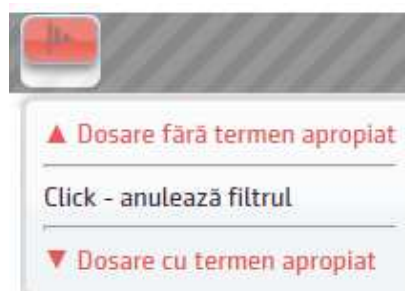 ▲ Dosare fără termen apropiat
Click - anulează filtrul
▼ Dosare cu termen apropiat